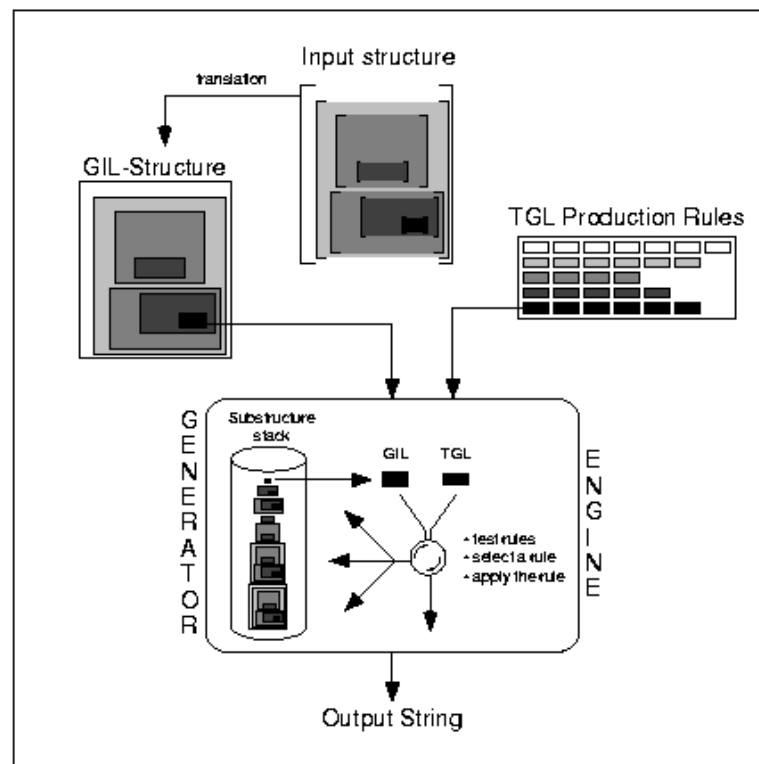 Input structure
translation
GIL-Structure
TGL Production Rules
GENERATOR
Substructure
stack
GIL
TGL
- test rules
- select a rule
- apply the rule
ENGINE
Output String